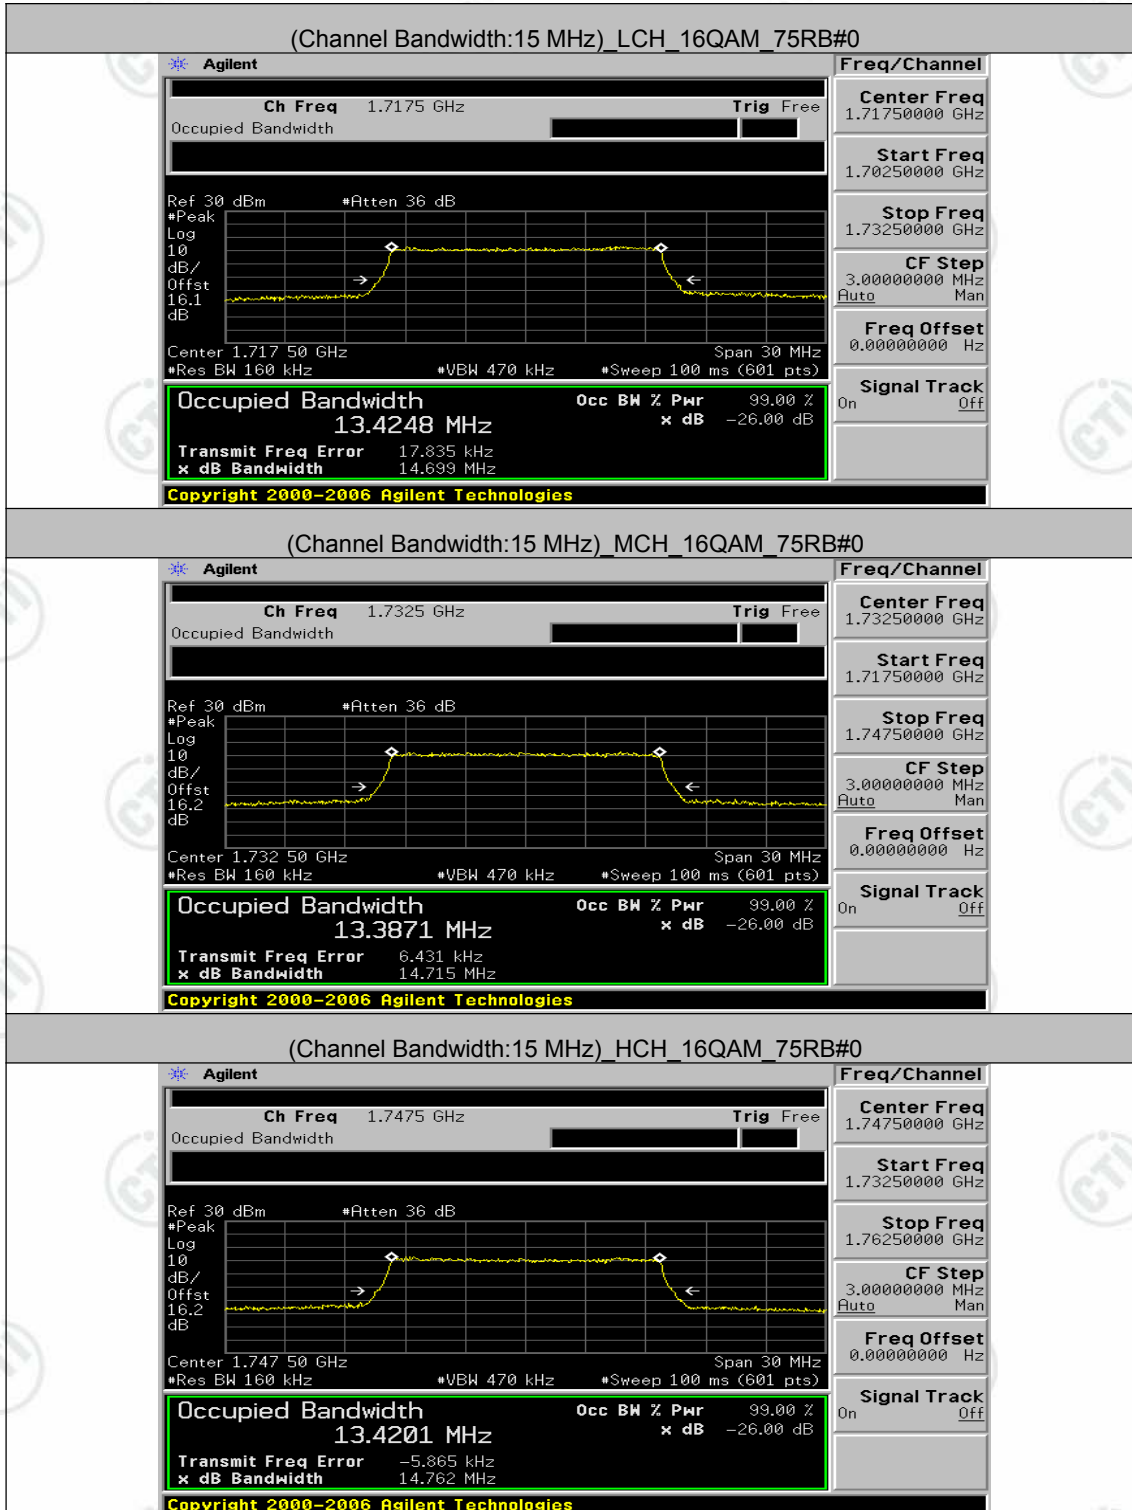 (Channel Bandwidth:15 MHz)_LCH_16QAM_75RB#0
Agilent
Freq/Channel
Ch Freq 1.7175 GHz Trig Free
Occupied Bandwidth
Center Freq
1.71750000 GHz
Start Freq
1.70250000 GHz
Stop Freq
1.73250000 GHz
CF Step
3.00000000 MHz
Auto Man
Freq Offset
0.00000000 Hz
Signal Track
On Off
Ref 30 dBm #Atten 36 dB
#Peak
Log
10
dB/
Offst
16.1
dB
Center 1.717 50 GHz Span 30 MHz
#Res BW 160 kHz #VBW 470 kHz #Sweep 100 ms (601 pts)
Occupied Bandwidth Occ BW % Pwr 99.00 %
13.4248 MHz x dB -26.00 dB
Transmit Freq Error 17.835 kHz
x dB Bandwidth 14.699 MHz
Copyright 2000-2006 Agilent Technologies
(Channel Bandwidth:15 MHz)_MCH_16QAM_75RB#0
Agilent
Freq/Channel
Ch Freq 1.7325 GHz Trig Free
Occupied Bandwidth
Center Freq
1.73250000 GHz
Start Freq
1.71750000 GHz
Stop Freq
1.74750000 GHz
CF Step
3.00000000 MHz
Auto Man
Freq Offset
0.00000000 Hz
Signal Track
On Off
Ref 30 dBm #Atten 36 dB
#Peak
Log
10
dB/
Offst
16.2
dB
Center 1.732 50 GHz Span 30 MHz
#Res BW 160 kHz #VBW 470 kHz #Sweep 100 ms (601 pts)
Occupied Bandwidth Occ BW % Pwr 99.00 %
13.3871 MHz x dB -26.00 dB
Transmit Freq Error 6.431 kHz
x dB Bandwidth 14.715 MHz
Copyright 2000-2006 Agilent Technologies
(Channel Bandwidth:15 MHz)_HCH_16QAM_75RB#0
Agilent
Freq/Channel
Ch Freq 1.7475 GHz Trig Free
Occupied Bandwidth
Center Freq
1.74750000 GHz
Start Freq
1.73250000 GHz
Stop Freq
1.76250000 GHz
CF Step
3.00000000 MHz
Auto Man
Freq Offset
0.00000000 Hz
Signal Track
On Off
Ref 30 dBm #Atten 36 dB
#Peak
Log
10
dB/
Offst
16.2
dB
Center 1.747 50 GHz Span 30 MHz
#Res BW 160 kHz #VBW 470 kHz #Sweep 100 ms (601 pts)
Occupied Bandwidth Occ BW % Pwr 99.00 %
13.4201 MHz x dB -26.00 dB
Transmit Freq Error -5.865 kHz
x dB Bandwidth 14.762 MHz
Copyright 2000-2006 Agilent Technologies